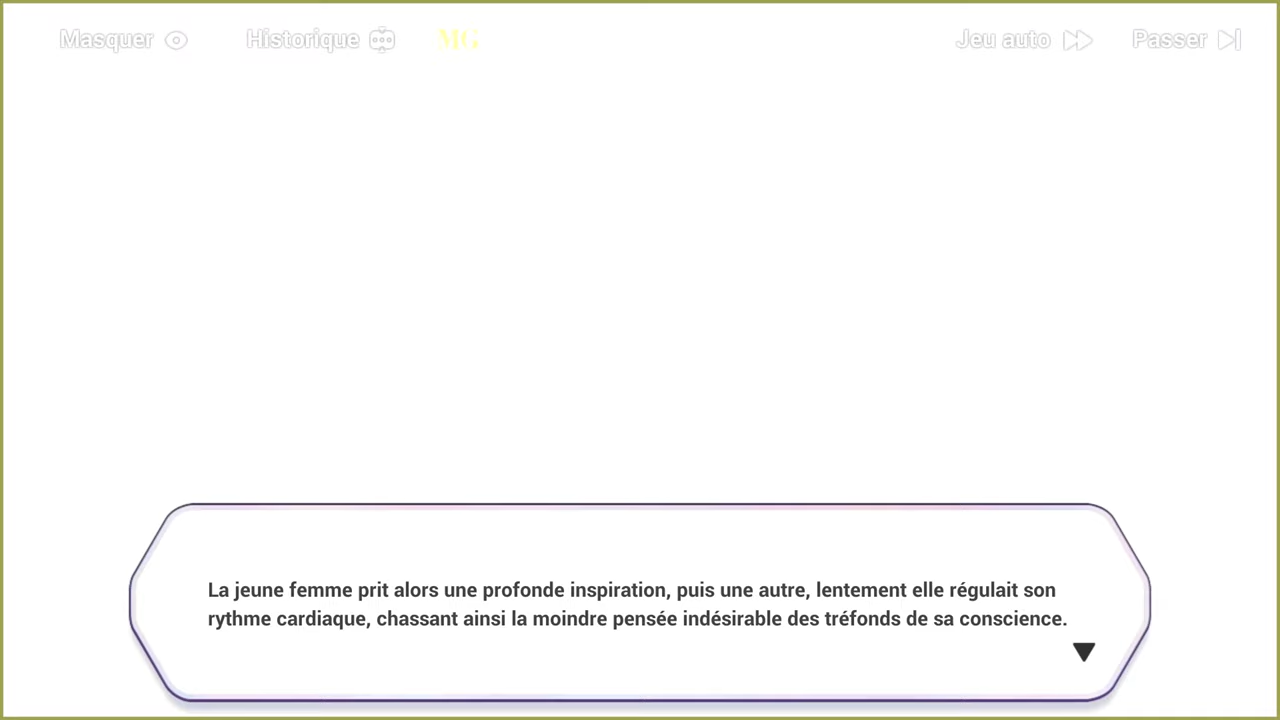 Masquer Historique MG Jeu auto Passer
La jeune femme prit alors une profonde inspiration, puis une autre, lentement elle régulait son
rythme cardiaque, chassant ainsi la moindre pensée indésirable des tréfonds de sa conscience.